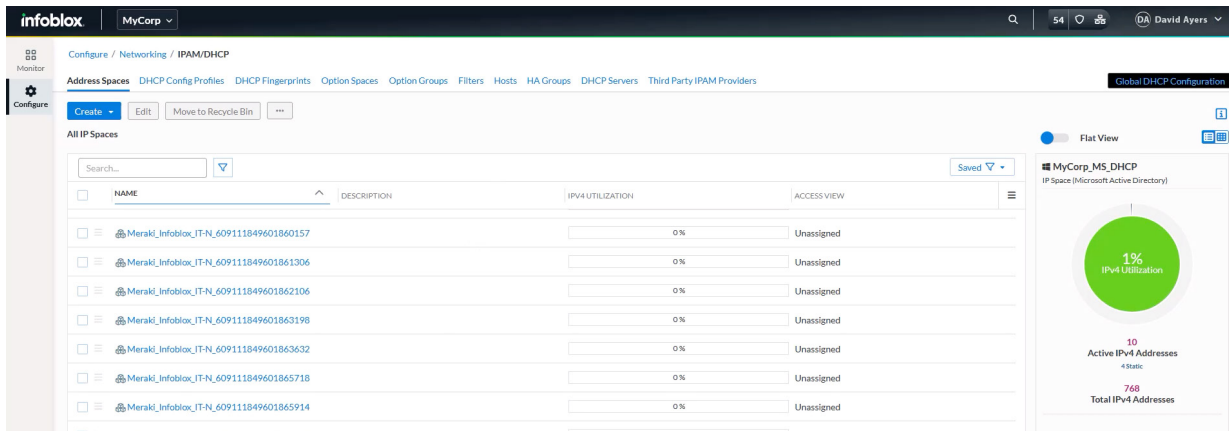 infoblox.
MyCorp
54
DA
David Ayers
Monitor
Configure
Configure / Networking / IPAM/DHCP
Address Spaces DHCP Config Profiles DHCP Fingerprints Option Spaces Option Groups Filters Hosts HA Groups DHCP Servers Third Party IPAM Providers
Global DHCP Configuration
Create Edit Move to Recycle Bin ...
All IP Spaces
Flat View
Search...
Saved
NAME DESCRIPTION IPV4 UTILIZATION ACCESS VIEW
Meraki_Infoblox_IT-N_609111849601860157 0 % Unassigned
Meraki_Infoblox_IT-N_609111849601861306 0 % Unassigned
Meraki_Infoblox_IT-N_609111849601862106 0 % Unassigned
Meraki_Infoblox_IT-N_609111849601863198 0 % Unassigned
Meraki_Infoblox_IT-N_609111849601863632 0 % Unassigned
Meraki_Infoblox_IT-N_609111849601865718 0 % Unassigned
Meraki_Infoblox_IT-N_609111849601865914 0 % Unassigned
MyCorp_MS_DHCP
IP Space (Microsoft Active Directory)
1%
IPv4 Utilization
10
Active IPv4 Addresses
4 Static
768
Total IPv4 Addresses